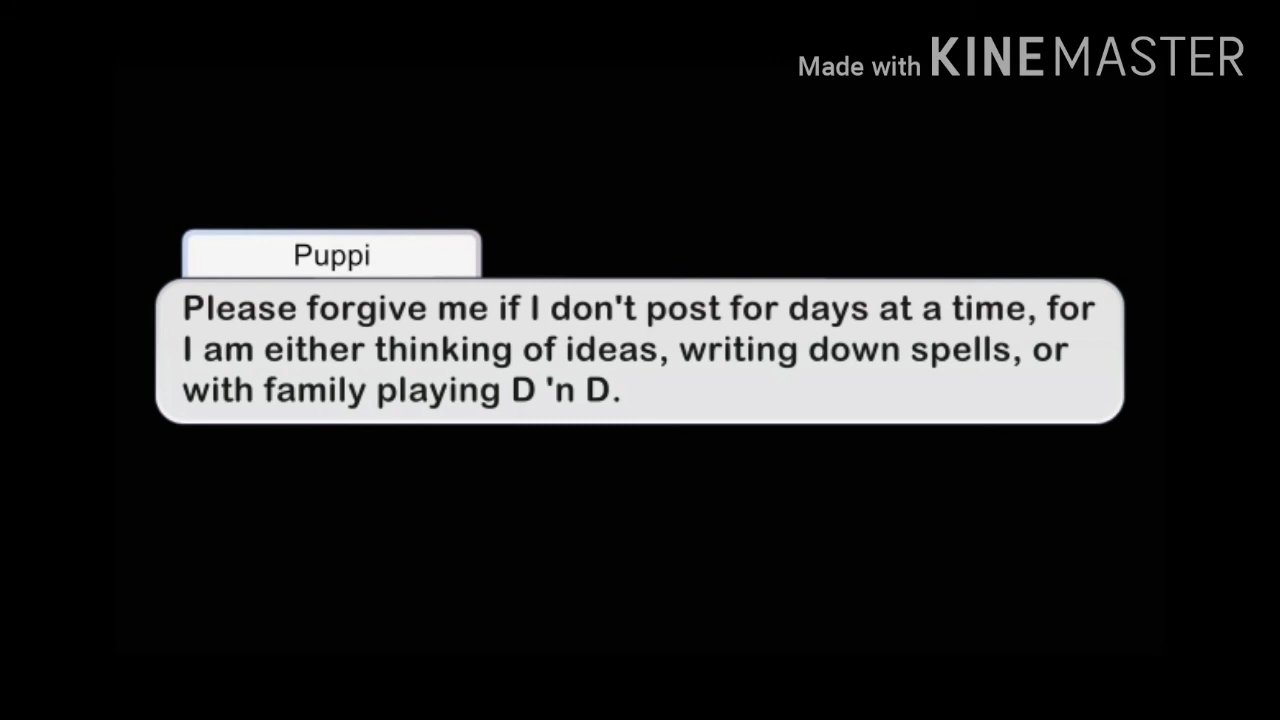 Made with KINEMASTER
Puppi
Please forgive me if I don't post for days at a time, for
I am either thinking of ideas, writing down spells, or
with family playing D 'n D.